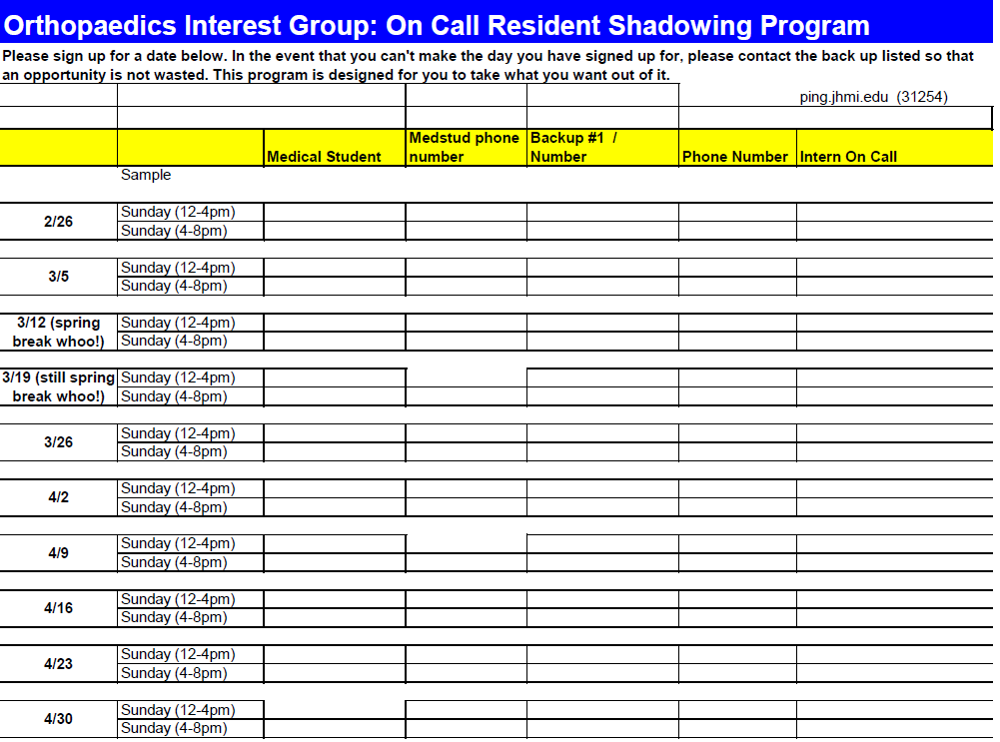 Orthopaedics Interest Group: On Call Resident Shadowing Program
Please sign up for a date below. In the event that you can't make the day you have signed up for, please contact the back up listed so that
an opportunity is not wasted. This program is designed for you to take what you want out of it.
ping.jhmi.edu (31254)
Medical Student
Medstud phone
number
Backup #1 /
Number
Phone Number
Intern On Call
Sample
2/26
Sunday (12-4pm)
Sunday (4-8pm)
3/5
Sunday (12-4pm)
Sunday (4-8pm)
3/12 (spring
break whoo!)
Sunday (12-4pm)
Sunday (4-8pm)
3/19 (still spring
break whoo!)
Sunday (12-4pm)
Sunday (4-8pm)
3/26
Sunday (12-4pm)
Sunday (4-8pm)
4/2
Sunday (12-4pm)
Sunday (4-8pm)
4/9
Sunday (12-4pm)
Sunday (4-8pm)
4/16
Sunday (12-4pm)
Sunday (4-8pm)
4/23
Sunday (12-4pm)
Sunday (4-8pm)
4/30
Sunday (12-4pm)
Sunday (4-8pm)